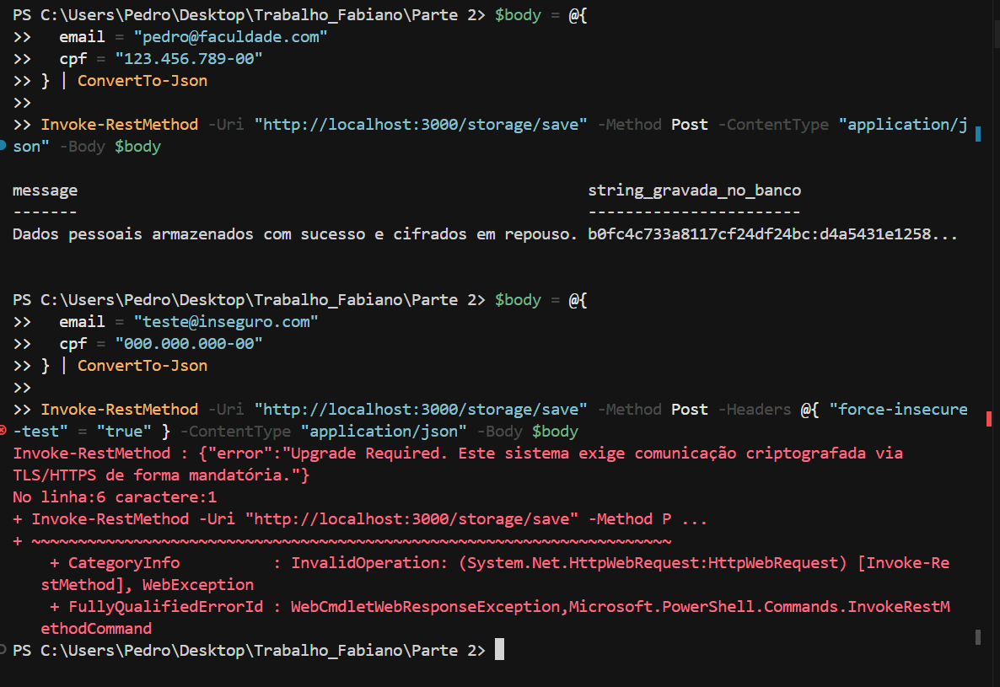 PS C:\Users\Pedro\Desktop\Trabalho_Fabiano\Parte 2> $body = @{
>>   email = "pedro@faculdade.com"
>>   cpf = "123.456.789-00"
>> } | ConvertTo-Json
>>
>> Invoke-RestMethod -Uri "http://localhost:3000/storage/save" -Method Post -ContentType "application/j
son" -Body $body
message                                                        string_gravada_no_banco
-------                                                        -----------------------
Dados pessoais armazenados com sucesso e cifrados em repouso. b0fc4c733a8117cf24df24bc:d4a5431e1258...
PS C:\Users\Pedro\Desktop\Trabalho_Fabiano\Parte 2> $body = @{
>>   email = "teste@inseguro.com"
>>   cpf = "000.000.000-00"
>> } | ConvertTo-Json
>>
>> Invoke-RestMethod -Uri "http://localhost:3000/storage/save" -Method Post -Headers @{ "force-insecure
-test" = "true" } -ContentType "application/json" -Body $body
Invoke-RestMethod : {"error":"Upgrade Required. Este sistema exige comunicação criptografada via
TLS/HTTPS de forma mandatória."}
No linha:6 caractere:1
+ Invoke-RestMethod -Uri "http://localhost:3000/storage/save" -Method P ...
+ ~~~~~~~~~~~~~~~~~~~~~~~~~~~~~~~~~~~~~~~~~~~~~~~~~~~~~~~~~~~~~~~~~~~~~
    + CategoryInfo          : InvalidOperation: (System.Net.HttpWebRequest:HttpWebRequest) [Invoke-Re
   stMethod], WebException
    + FullyQualifiedErrorId : WebCmdletWebResponseException,Microsoft.PowerShell.Commands.InvokeRestM
   ethodCommand
PS C:\Users\Pedro\Desktop\Trabalho_Fabiano\Parte 2>